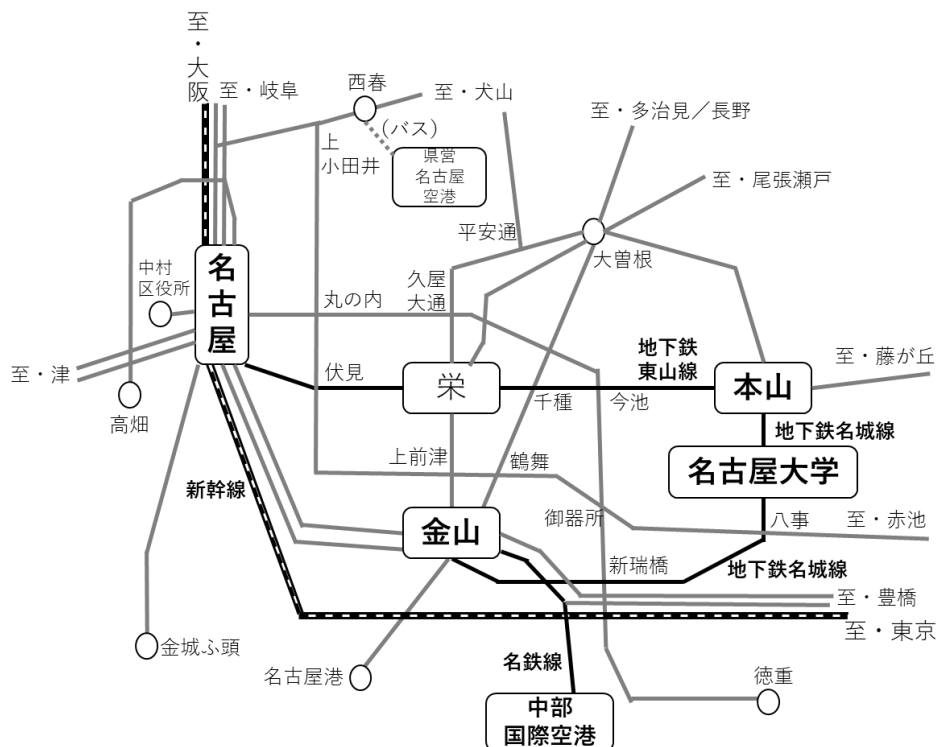 至・大阪
至・岐阜
西春
至・犬山
(バス)
県営
名古屋
空港
上
小田井
至・多治見／長野
至・尾張瀬戸
平安通
大曽根
名古屋
中村
区役所
久屋
大通
丸の内
至・津
高畑
伏見
栄
地下鉄
東山線
千種
今池
本山
至・藤が丘
地下鉄名城線
名古屋大学
上前津
鶴舞
新幹線
金山
御器所
八事
至・赤池
新瑞橋
地下鉄名城線
至・豊橋
至・東京
金城ふ頭
名古屋港
名鉄線
徳重
中部
国際空港